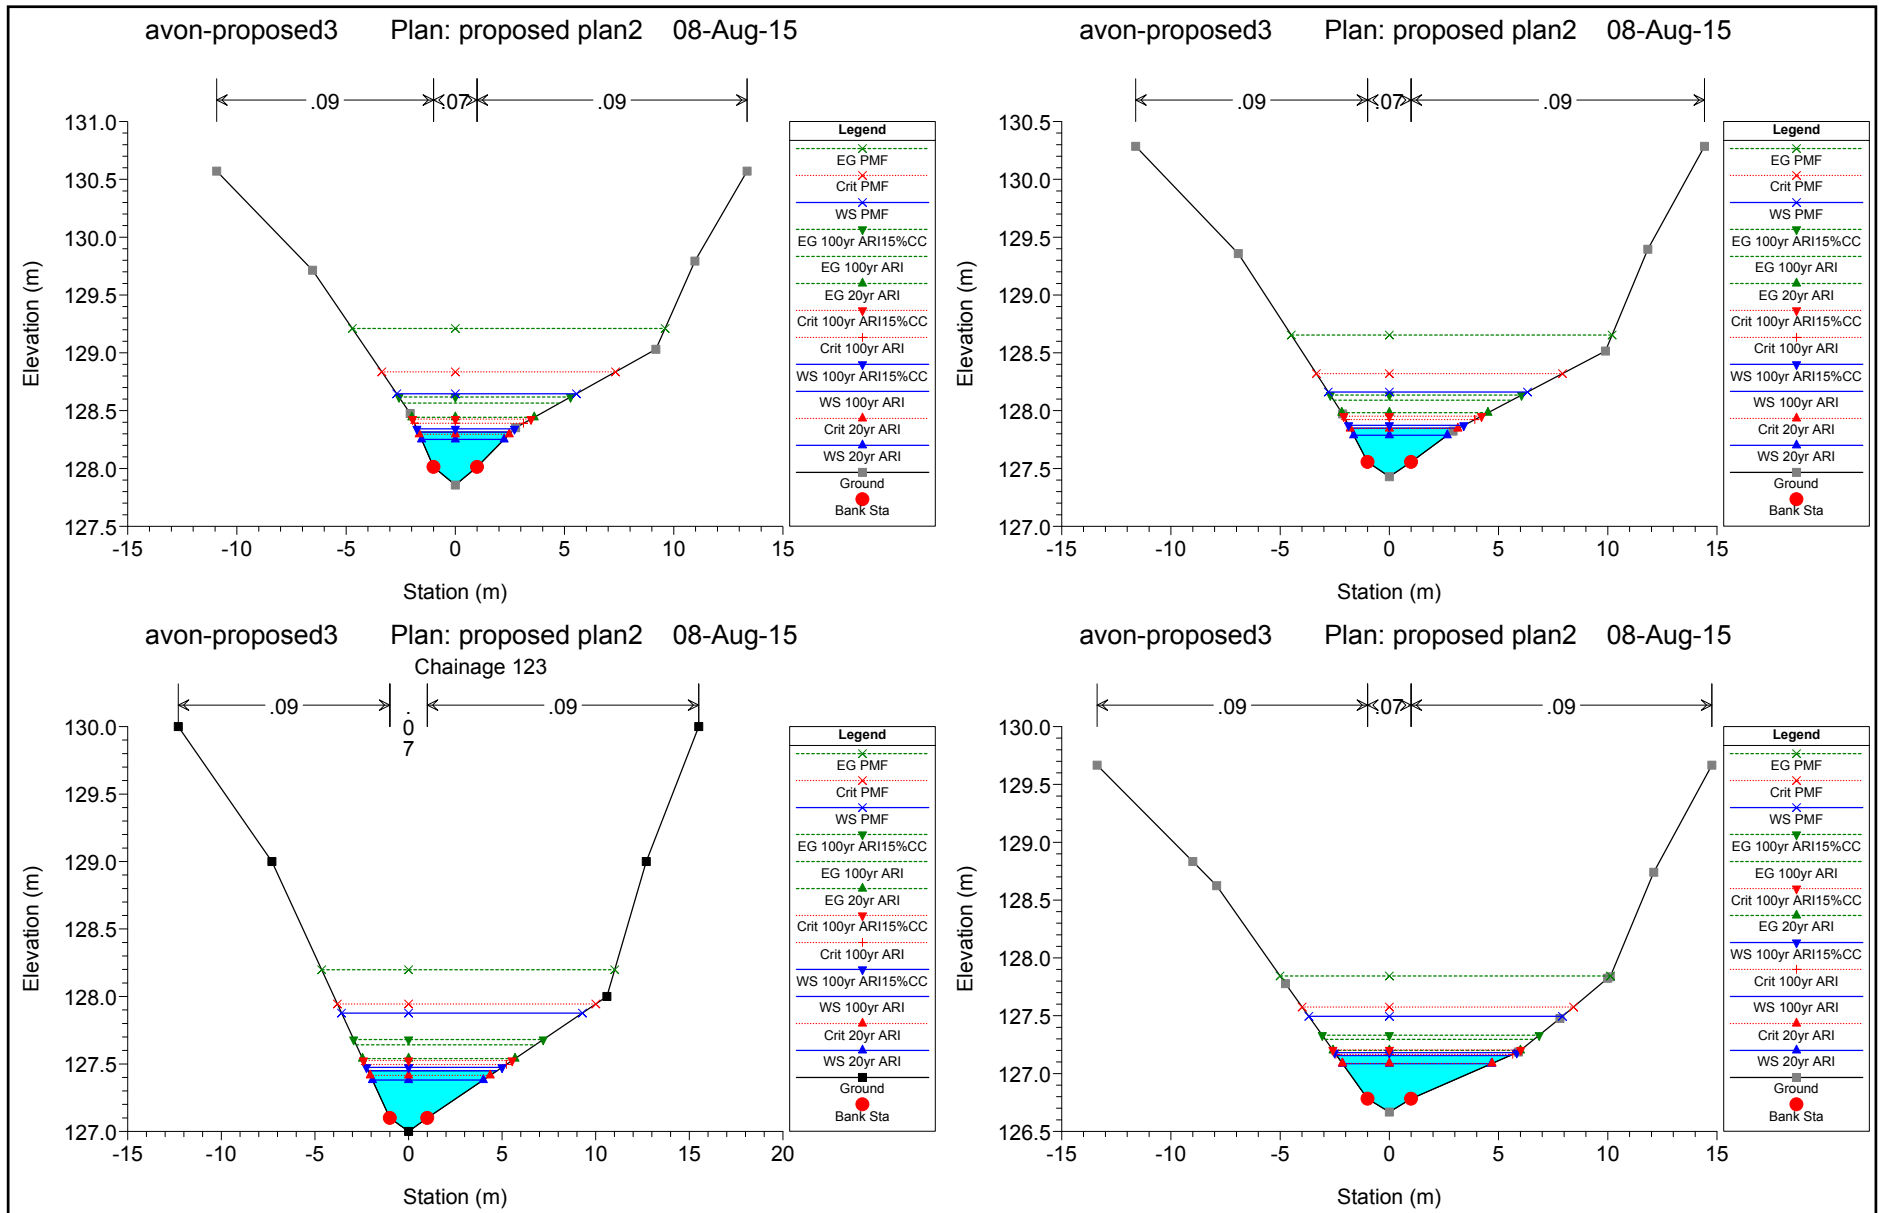 avon-proposed3 Plan: proposed plan2 08-Aug-15
.09 .07 .09
131.0
130.5
130.0
129.5
129.0
128.5
128.0
127.5
Elevation (m)
-15 -10 -5 0 5 10 15
Station (m)
Legend
EG PMF
Crit PMF
WS PMF
EG 100yr ARI15%CC
EG 100yr ARI
EG 20yr ARI
Crit 100yr ARI15%CC
Crit 100yr ARI
WS 100yr ARI15%CC
WS 100yr ARI
Crit 20yr ARI
WS 20yr ARI
Ground
Bank Sta
avon-proposed3 Plan: proposed plan2 08-Aug-15
.09 .07 .09
130.5
130.0
129.5
129.0
128.5
128.0
127.5
127.0
Elevation (m)
-15 -10 -5 0 5 10 15
Station (m)
Legend
EG PMF
Crit PMF
WS PMF
EG 100yr ARI15%CC
EG 100yr ARI
EG 20yr ARI
Crit 100yr ARI15%CC
Crit 100yr ARI
WS 100yr ARI15%CC
WS 100yr ARI
Crit 20yr ARI
WS 20yr ARI
Ground
Bank Sta
avon-proposed3 Plan: proposed plan2 08-Aug-15
Chainage 123
.09 .07 .09
130.0
129.5
129.0
128.5
128.0
127.5
127.0
Elevation (m)
-15 -10 -5 0 5 10 15 20
Station (m)
Legend
EG PMF
Crit PMF
WS PMF
EG 100yr ARI15%CC
EG 100yr ARI
EG 20yr ARI
Crit 100yr ARI15%CC
Crit 100yr ARI
WS 100yr ARI15%CC
WS 100yr ARI
Crit 20yr ARI
WS 20yr ARI
Ground
Bank Sta
avon-proposed3 Plan: proposed plan2 08-Aug-15
.09 .07 .09
130.0
129.5
129.0
128.5
128.0
127.5
127.0
126.5
Elevation (m)
-15 -10 -5 0 5 10 15
Station (m)
Legend
EG PMF
Crit PMF
WS PMF
EG 100yr ARI15%CC
EG 100yr ARI
Crit 100yr ARI15%CC
EG 20yr ARI
WS 100yr ARI15%CC
Crit 100yr ARI
WS 100yr ARI
Crit 20yr ARI
WS 20yr ARI
Ground
Bank Sta